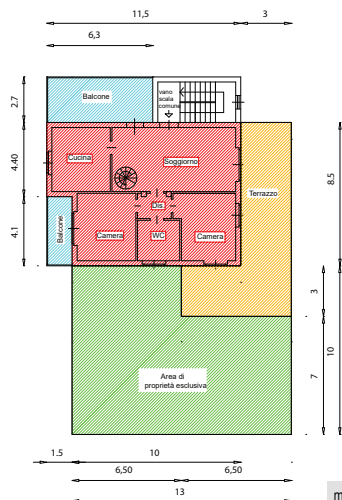 11,5
3
6,3
2.7
Balcone
vano
scala
comune
4.40
Cucina
Soggiorno
8.5
Terrazzo
4.1
Balcone
Dis.
Camera
WC
Camera
3
10
7
Area di
proprietà esclusiva
1.5
10
6,50
6,50
13
m